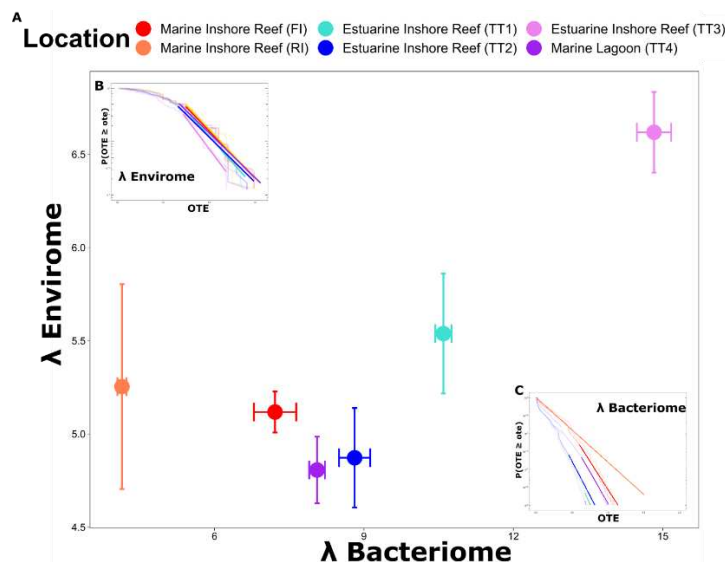 A
Location
Marine Inshore Reef (FI)
Estuarine Inshore Reef (TT1)
Estuarine Inshore Reef (TT3)
Marine Inshore Reef (RI)
Estuarine Inshore Reef (TT2)
Marine Lagoon (TT4)
B
P(OTE ≥ ote)
λ Envirome
OTE
λ Envirome
6.5
6.0
5.5
5.0
4.5
C
λ Bacteriome
P(OTE ≥ ote)
OTE
6
9
12
15
λ Bacteriome